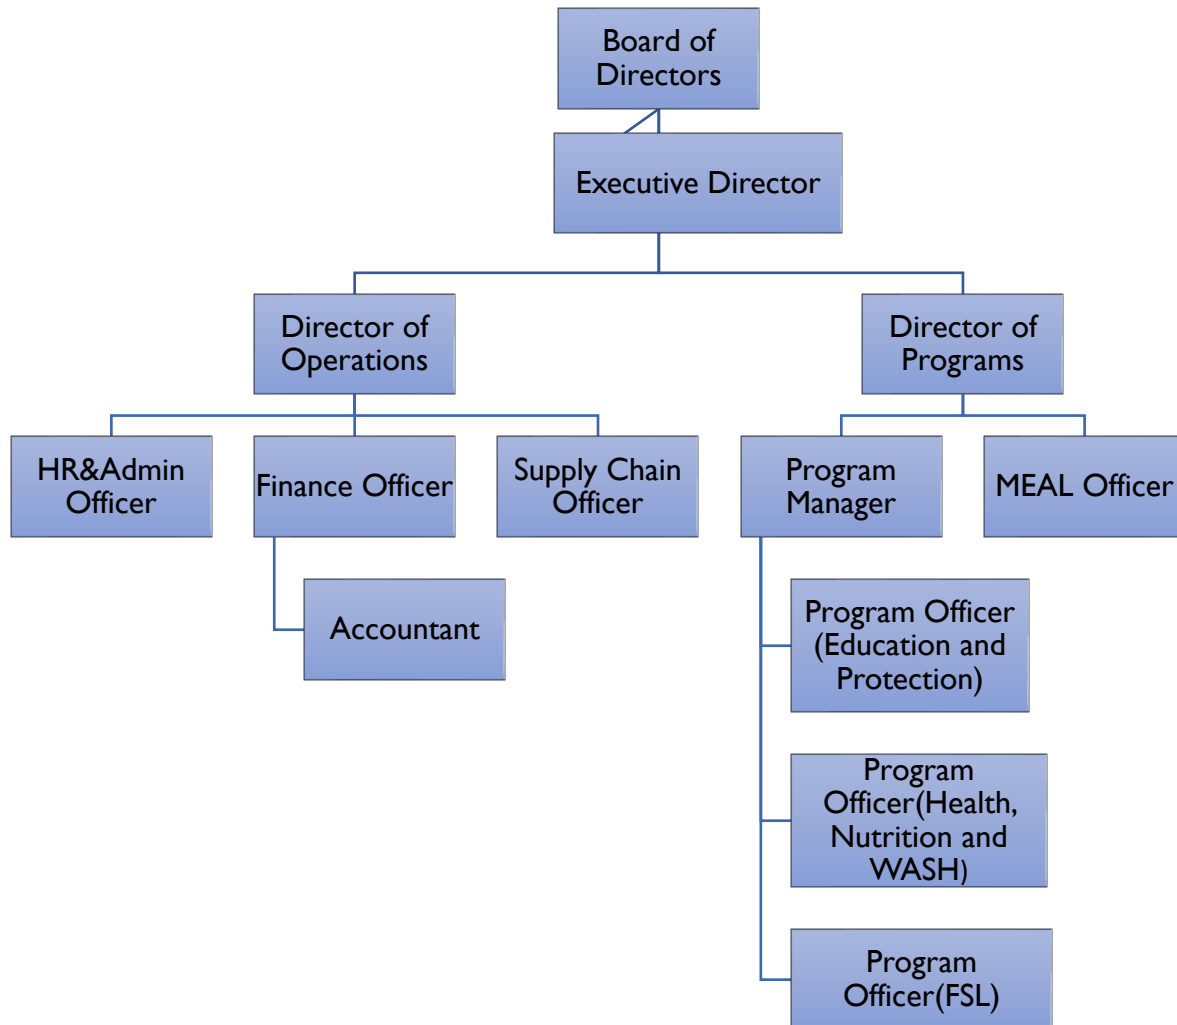 Board of
Directors
Executive Director
Director of
Operations
Director of
Programs
HR&Admin
Officer
Finance Officer
Supply Chain
Officer
Program
Manager
MEAL Officer
Accountant
Program Officer
(Education and
Protection)
Program
Officer(Health,
Nutrition and
WASH)
Program
Officer(FSL)